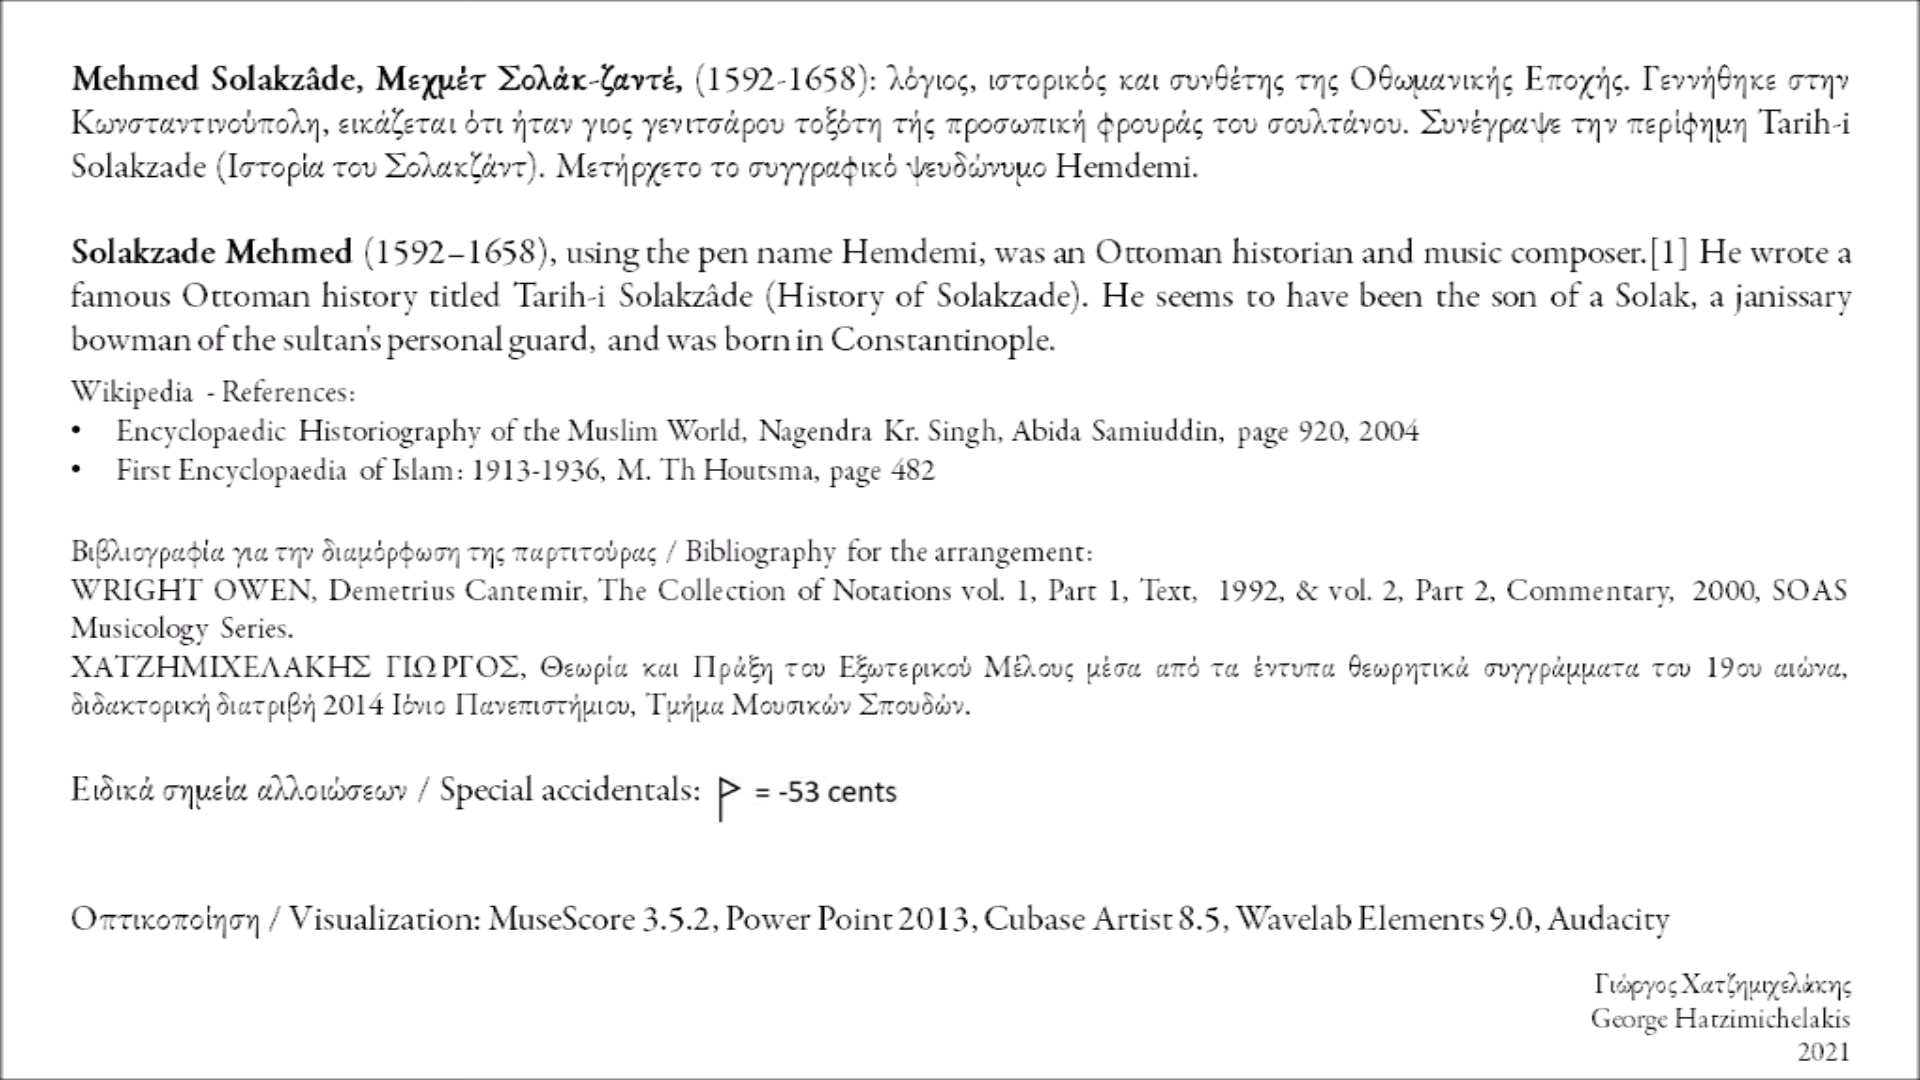 Mehmed Solakzâde, Μεχμέτ Σολάκ-ζαντέ, (1592-1658): λόγιος, ιστορικός και συνθέτης της Οθωμανικής Εποχής. Γεννήθηκε στην
Κωνσταντινούπολη, εικάζεται ότι ήταν γιος γενιτσάρου τοξότη τής προσωπική φρουράς του σουλτάνου. Συνέγραψε την περίφημη Tarih-i
Solakzade (Ιστορία του Σολακζάντ). Μετήρχετο το συγγραφικό ψευδώνυμο Hemdemi.
Solakzade Mehmed (1592–1658), using the pen name Hemdemi, was an Ottoman historian and music composer.[1] He wrote a
famous Ottoman history titled Tarih-i Solakzâde (History of Solakzade). He seems to have been the son of a Solak, a janissary
bowman of the sultan's personal guard, and was born in Constantinople.
Wikipedia - References:
• Encyclopaedic Historiography of the Muslim World, Nagendra Kr. Singh, Abida Samiuddin, page 920, 2004
• First Encyclopaedia of Islam: 1913-1936, M. Th Houtsma, page 482
Βιβλιογραφία για την διαμόρφωση της παρτιτούρας / Bibliography for the arrangement:
WRIGHT OWEN, Demetrius Cantemir, The Collection of Notations vol. 1, Part 1, Text, 1992, & vol. 2, Part 2, Commentary, 2000, SOAS
Musicology Series.
ΧΑΤΖΗΜΙΧΕΛΑΚΗΣ ΓΙΩΡΓΟΣ, Θεωρία και Πράξη του Εξωτερικού Μέλους μέσα από τα έντυπα θεωρητικά συγγράμματα του 19ου αιώνα,
διδακτορική διατριβή 2014 Ιόνιο Πανεπιστήμιου, Τμήμα Μουσικών Σπουδών.
Ειδικά σημεία αλλοιώσεων / Special accidentals: = -53 cents
Οπτικοποίηση / Visualization: MuseScore 3.5.2, Power Point 2013, Cubase Artist 8.5, Wavelab Elements 9.0, Audacity
Γιώργος Χατζημιχελάκης
George Hatzimichelakis
2021